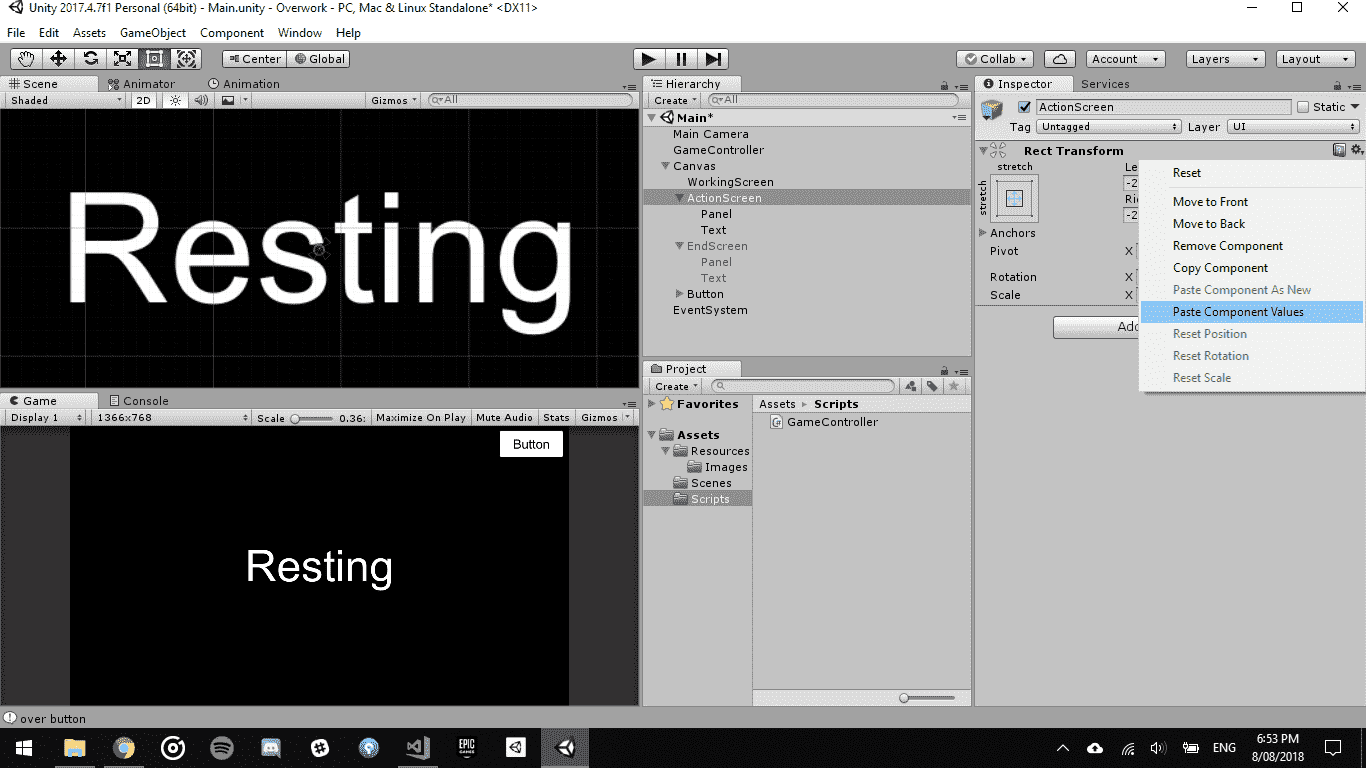 Unity 2017.4.7f1 Personal (64bit) - Main.unity - Overwork - PC, Mac & Linux Standalone* <DX11>
File Edit Assets GameObject Component Window Help
Center Global
Collab Account Layers Layout
Scene Animator Animation
Shaded 2D Gizmos All
Resting
Game Console
Display 1 1366x768 Scale 0.36: Maximize On Play Mute Audio Stats Gizmos
Button
Resting
Hierarchy
Create All
Main*
Main Camera
GameController
Canvas
WorkingScreen
ActionScreen
Panel
Text
EndScreen
Panel
Text
Button
EventSystem
Project
Create
Favorites
Assets
Resources
Images
Scenes
Scripts
Assets Scripts
GameController
Inspector Services
ActionScreen Static
Tag Untagged Layer UI
Rect Transform
stretch
stretch
Le
-2
Ri
-2
Anchors
Pivot X
Rotation X
Scale X
Add
Reset
Move to Front
Move to Back
Remove Component
Copy Component
Paste Component As New
Paste Component Values
Reset Position
Reset Rotation
Reset Scale
over button
EPIC GAMES
ENG
6:53 PM
8/08/2018